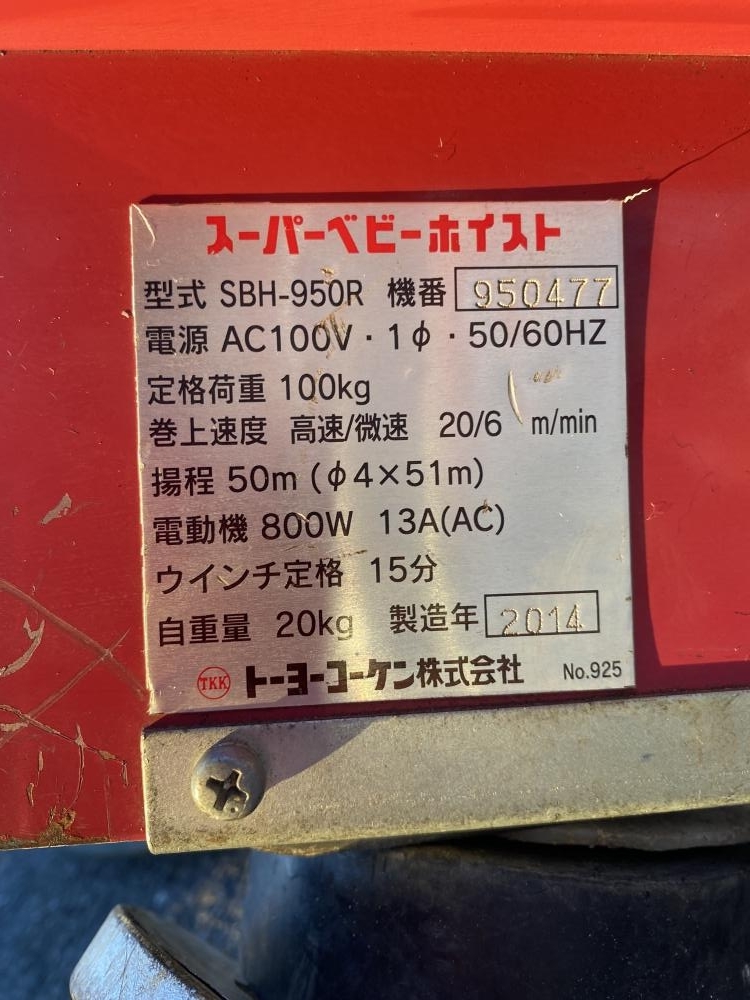 スーパーベビーホイスト
型式 SBH-950R 機番 950477
電源 AC100V・1φ・50/60HZ
定格荷重 100kg
巻上速度 高速/微速 20/6 m/min
揚程 50m (φ4×51m)
電動機 800W 13A(AC)
ウインチ定格 15分
自重量 20kg 製造年 2014
TKK トーヨーコーケン株式会社 No.925